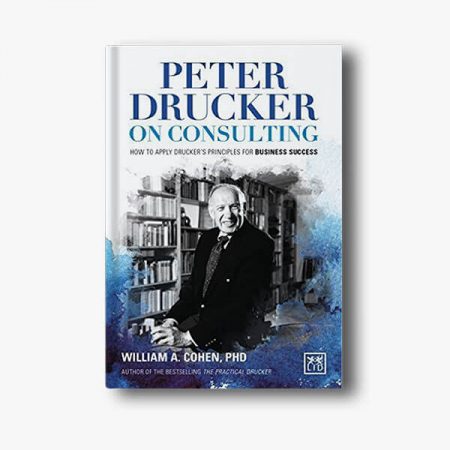 PETER
DRUCKER
ON CONSULTING
HOW TO APPLY DRUCKER'S PRINCIPLES FOR BUSINESS SUCCESS
WILLIAM A. COHEN, PHD
AUTHOR OF THE BESTSELLING THE PRACTICAL DRUCKER
LID